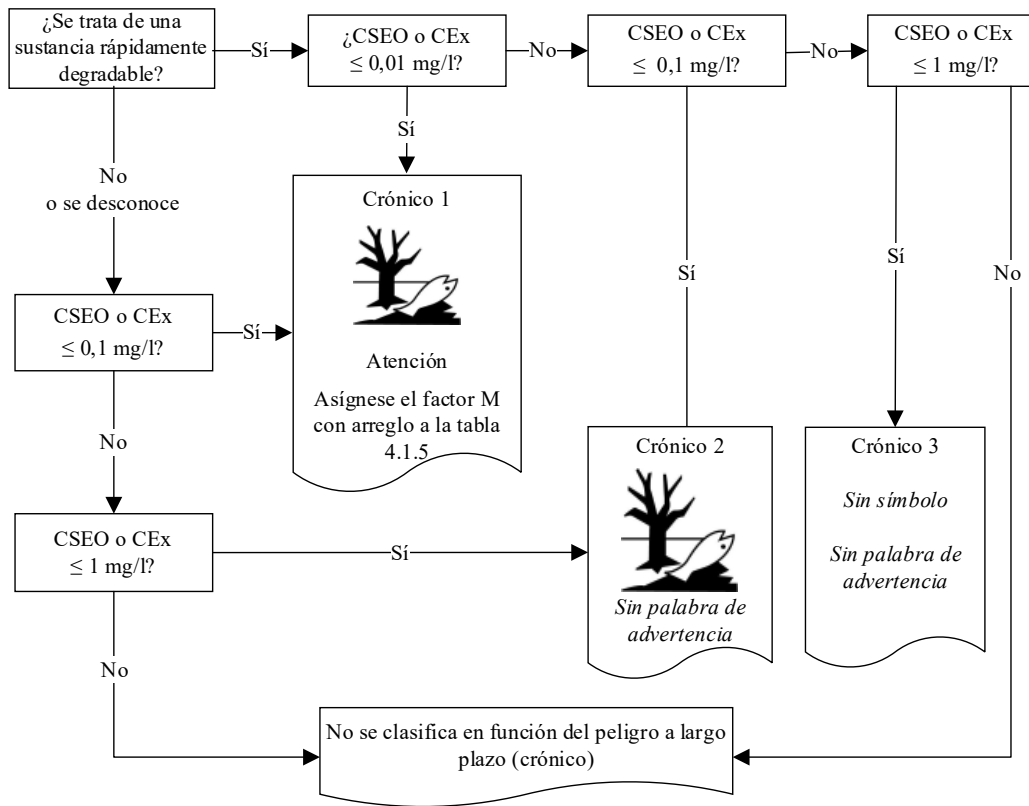 ¿Se trata de una
sustancia rápidamente
degradable?
Sí
¿CSEO o CEx
≤ 0,01 mg/l?
No
CSEO o CEx
≤ 0,1 mg/l?
No
CSEO o CEx
≤ 1 mg/l?
Sí
No
o se desconoce
Crónico 1
Atención
Asígnese el factor M
con arreglo a la tabla
4.1.5
Sí
Sí
No
CSEO o CEx
≤ 0,1 mg/l?
Sí
No
Crónico 2
Sin palabra de
advertencia
Crónico 3
Sin símbolo
Sin palabra de
advertencia
CSEO o CEx
≤ 1 mg/l?
Sí
No
No se clasifica en función del peligro a largo
plazo (crónico)